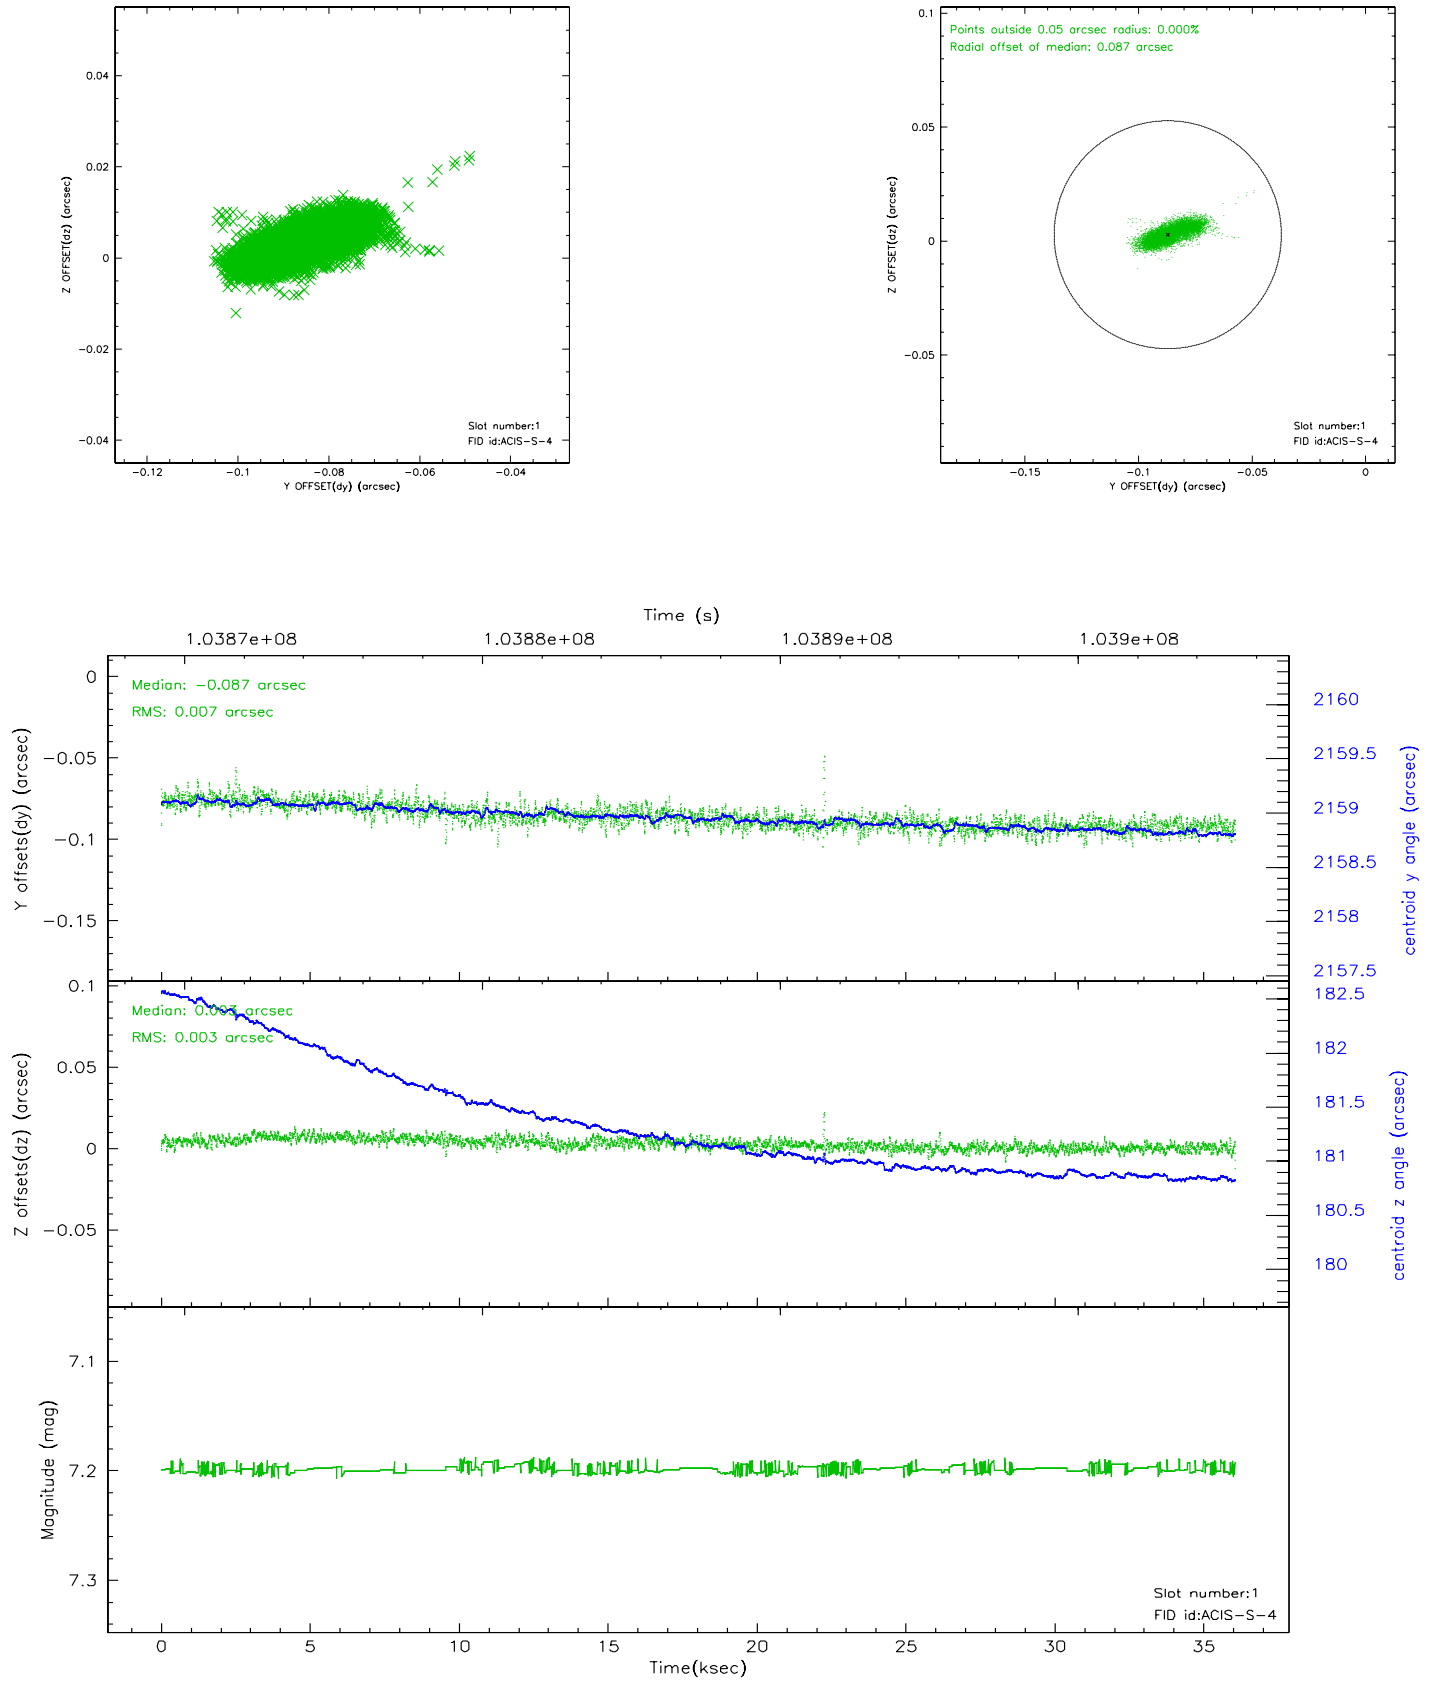 0.04
0.02
0
-0.02
-0.04
Z OFFSET(dz) (arcsec)
Slot number:1
FID id:ACIS-S-4
-0.12 -0.1 -0.08 -0.06 -0.04
Y OFFSET(dy) (arcsec)
0.1
0.05
0
-0.05
Z OFFSET(dz) (arcsec)
Points outside 0.05 arcsec radius: 0.000%
Radial offset of median: 0.087 arcsec
Slot number:1
FID id:ACIS-S-4
-0.15 -0.1 -0.05 0
Y OFFSET(dy) (arcsec)
Time (s)
1.0387e+08 1.0388e+08 1.0389e+08 1.039e+08
0
-0.05
-0.1
-0.15
Y offsets(dy) (arcsec)
Median: -0.087 arcsec
RMS: 0.007 arcsec
2160
2159.5
2159
2158.5
2158
2157.5
centroid y angle (arcsec)
0.1
0.05
0
-0.05
Z offsets(dz) (arcsec)
Median: 0.003 arcsec
RMS: 0.003 arcsec
182.5
182
181.5
181
180.5
180
centroid z angle (arcsec)
7.1
7.2
7.3
Magnitude (mag)
Slot number:1
FID id:ACIS-S-4
0 5 10 15 20 25 30 35
Time(ksec)